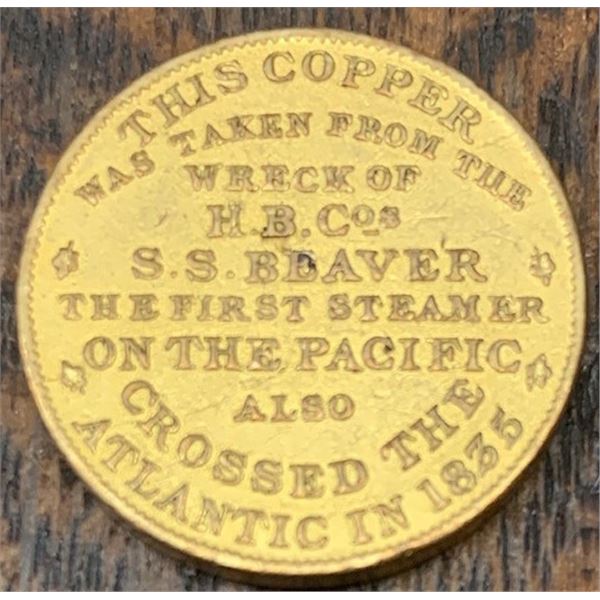 THIS COPPER
WAS TAKEN FROM THE
WRECK OF
H.B.COS
S.S.BEAVER
THE FIRST STEAMER
ON THE PACIFIC
ALSO
CROSSED THE
ATLANTIC IN 1835